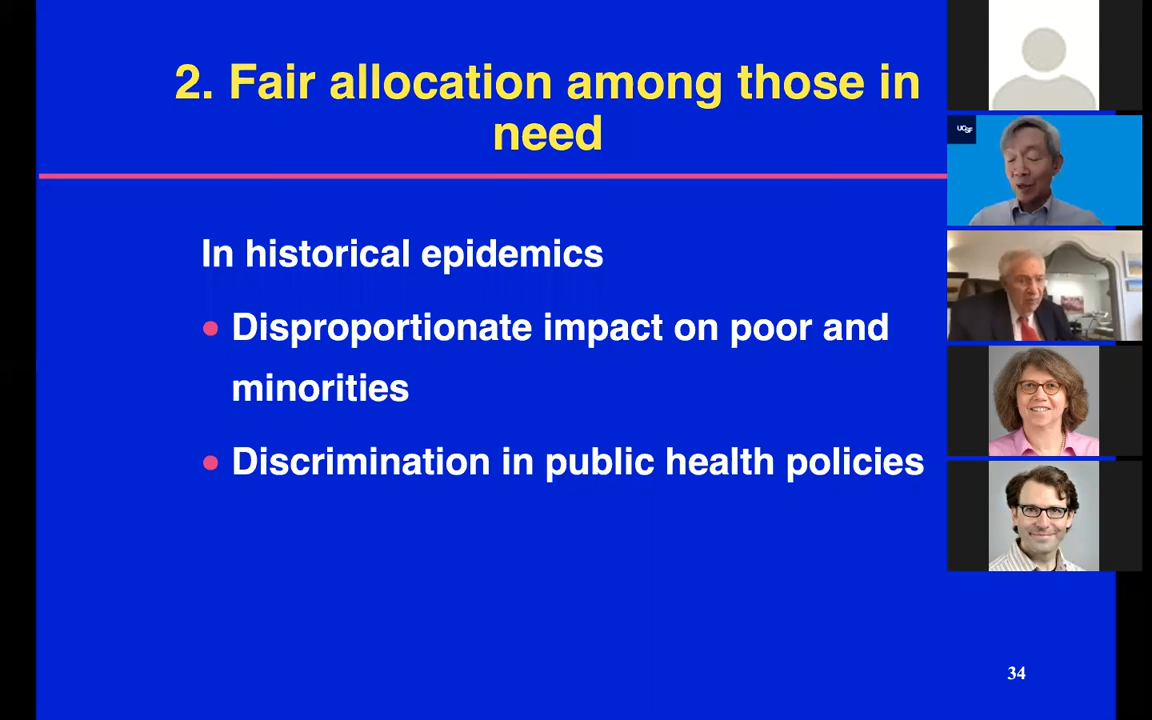 2. Fair allocation among those in
need
In historical epidemics
Disproportionate impact on poor and
minorities
Discrimination in public health policies
34
UCSF